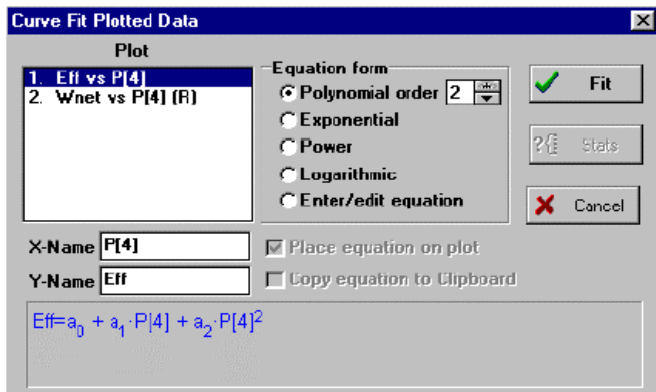 Curve Fit Plotted Data
Plot
1. Eff vs P[4]
2. Wnet vs P[4] (R)
Equation form
Polynomial order 2
Exponential
Power
Logarithmic
Enter/edit equation
Fit
?{ Stats
Cancel
X-Name P[4]
Y-Name Eff
Place equation on plot
Copy equation to Clipboard
Eff=a₀ + a₁·P[4] + a₂·P[4]²